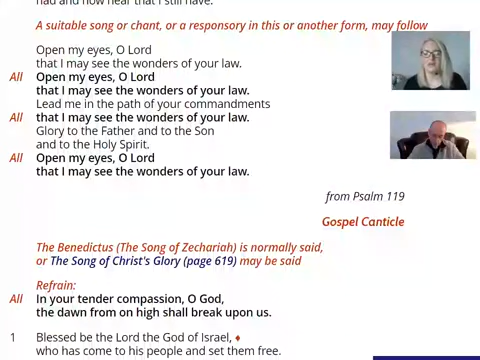 had and now hear that I still have.
A suitable song or chant, or a responsory in this or another form, may follow
Open my eyes, O Lord
that I may see the wonders of your law.
All Open my eyes, O Lord
that I may see the wonders of your law.
Lead me in the path of your commandments
All that I may see the wonders of your law.
Glory to the Father and to the Son
and to the Holy Spirit.
All Open my eyes, O Lord
that I may see the wonders of your law.
from Psalm 119
Gospel Canticle
The Benedictus (The Song of Zechariah) is normally said,
or The Song of Christ's Glory (page 619) may be said
Refrain:
All In your tender compassion, O God,
the dawn from on high shall break upon us.
1 Blessed be the Lord the God of Israel, ♦
who has come to his people and set them free.